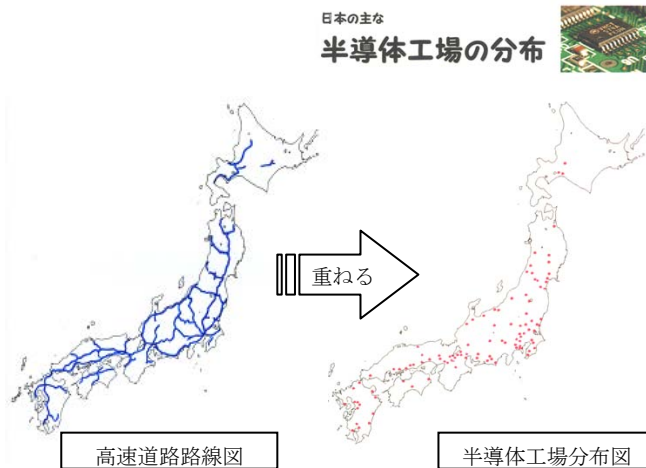 日本の主な
半導体工場の分布
重ねる
高速道路路線図
半導体工場分布図